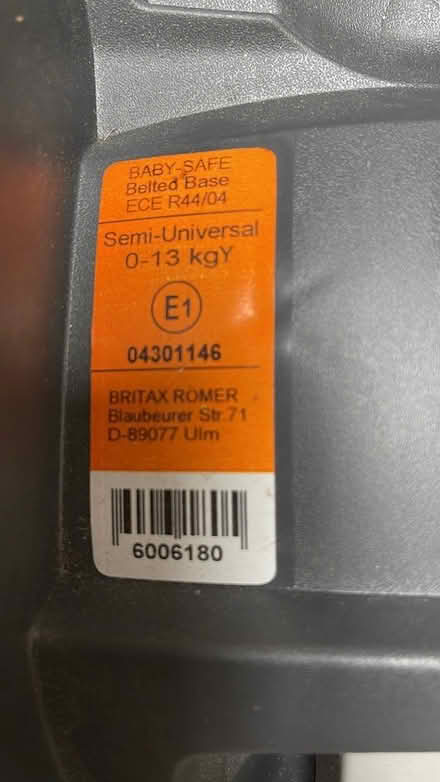 BABY-SAFE
Belted Base
ECE R44/04
Semi-Universal
0-13 kgY
E1
04301146
BRITAX RÖMER
Blaubeurer Str.71
D-89077 Ulm
6006180